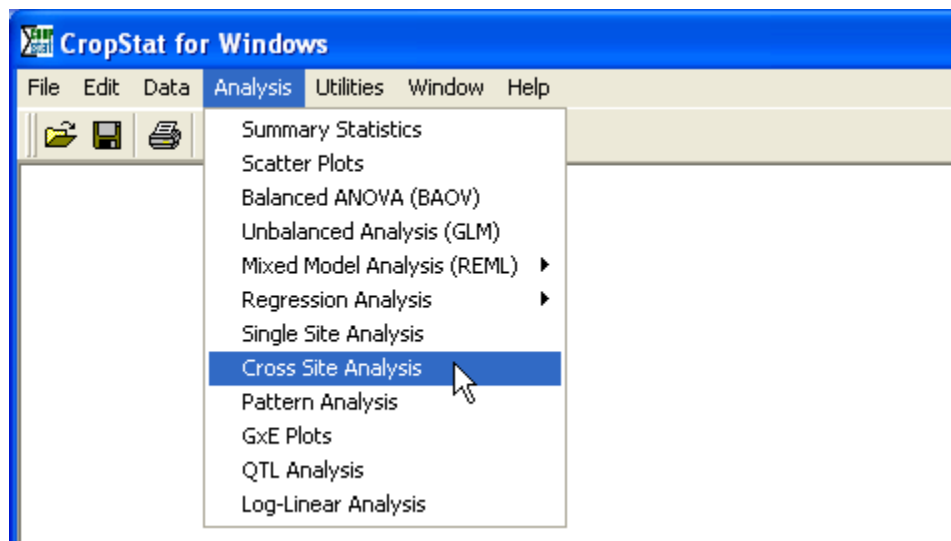 CropStat for Windows
File Edit Data Analysis Utilities Window Help
Summary Statistics
Scatter Plots
Balanced ANOVA (BAOV)
Unbalanced Analysis (GLM)
Mixed Model Analysis (REML)
Regression Analysis
Single Site Analysis
Cross Site Analysis
Pattern Analysis
GxE Plots
QTL Analysis
Log-Linear Analysis